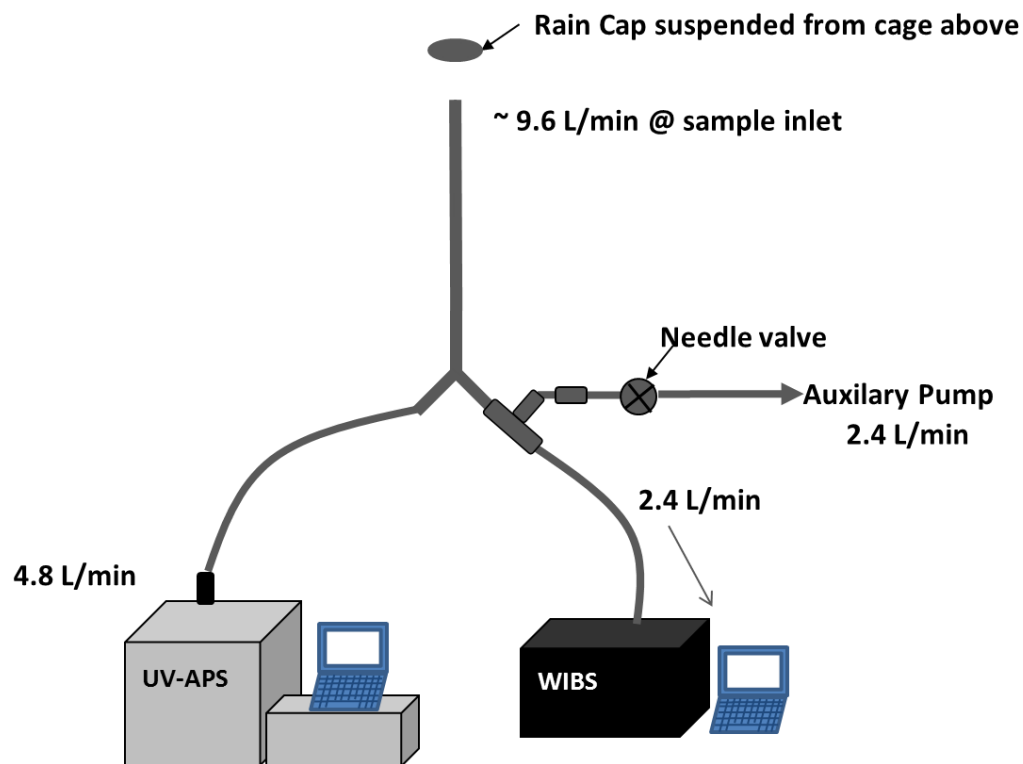 Rain Cap suspended from cage above
~ 9.6 L/min @ sample inlet
Needle valve
Auxilary Pump
2.4 L/min
2.4 L/min
4.8 L/min
UV-APS
WIBS